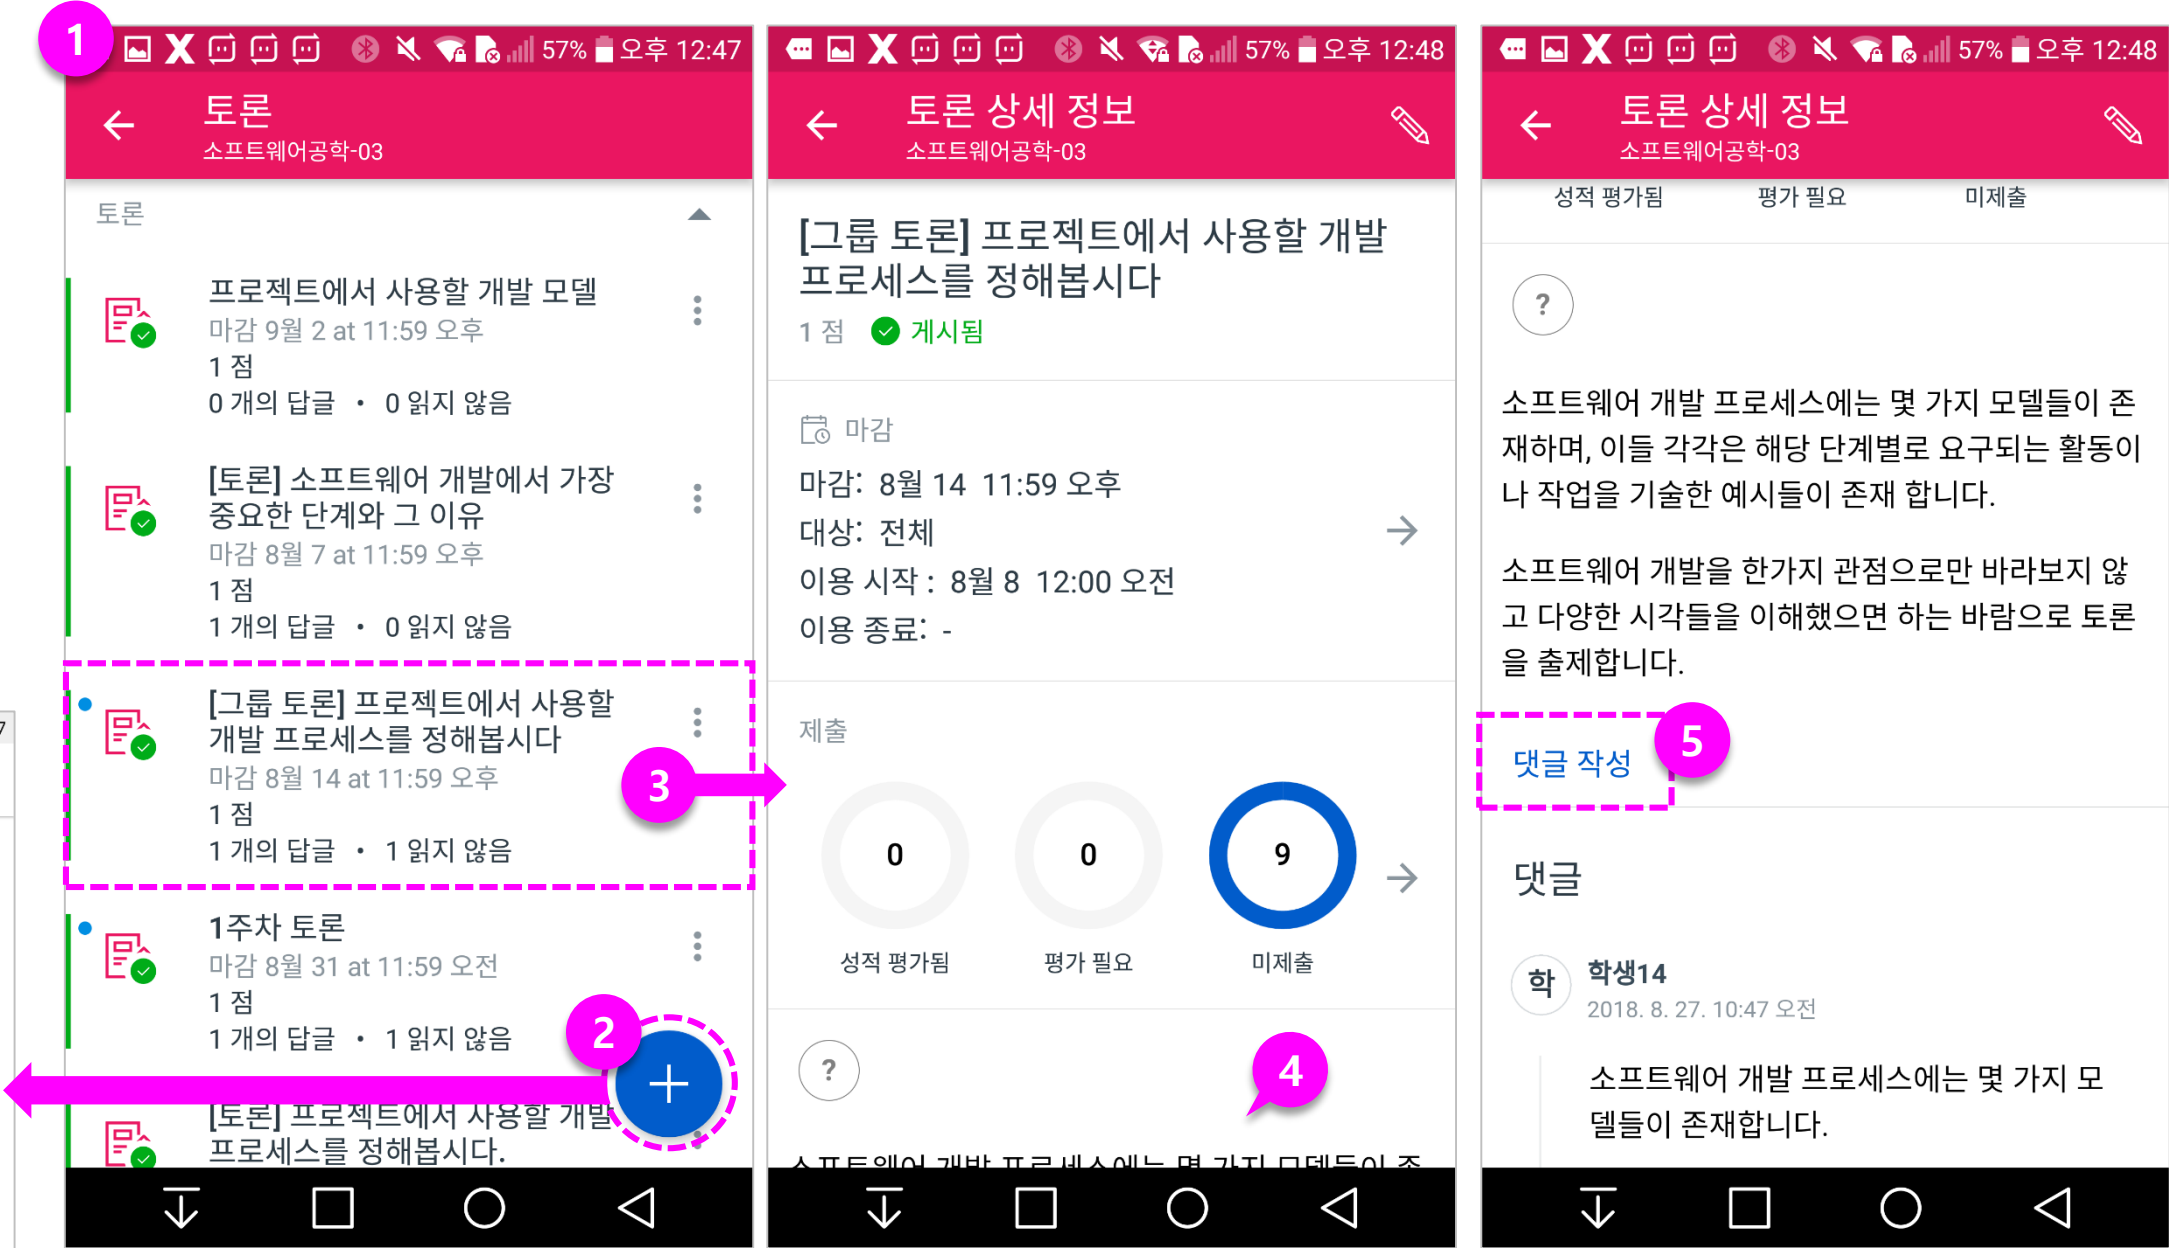 1
57% 오후 12:47
토론
소프트웨어공학-03
토론
프로젝트에서 사용할 개발 모델
마감 9월 2 at 11:59 오후
1 점
0 개의 답글 • 0 읽지 않음
[토론] 소프트웨어 개발에서 가장
중요한 단계와 그 이유
마감 8월 7 at 11:59 오후
1 점
1 개의 답글 • 0 읽지 않음
[그룹 토론] 프로젝트에서 사용할
개발 프로세스를 정해봅시다
마감 8월 14 at 11:59 오후
1 점
1 개의 답글 • 1 읽지 않음
3
1주차 토론
마감 8월 31 at 11:59 오전
1 점
1 개의 답글 • 1 읽지 않음
2
[토론] 프로젝트에서 사용할 개발
프로세스를 정해봅시다.
7
57% 오후 12:48
토론 상세 정보
소프트웨어공학-03
[그룹 토론] 프로젝트에서 사용할 개발
프로세스를 정해봅시다
1 점 게시됨
마감
마감: 8월 14 11:59 오후
대상: 전체
이용 시작 : 8월 8 12:00 오전
이용 종료: -
제출
0 0 9
성적 평가됨 평가 필요 미제출
?
4
소프트웨어 개발 프로세스에는 몇 가지 모델들이 존
57% 오후 12:48
토론 상세 정보
소프트웨어공학-03
성적 평가됨 평가 필요 미제출
?
소프트웨어 개발 프로세스에는 몇 가지 모델들이 존
재하며, 이들 각각은 해당 단계별로 요구되는 활동이
나 작업을 기술한 예시들이 존재 합니다.
소프트웨어 개발을 한가지 관점으로만 바라보지 않
고 다양한 시각들을 이해했으면 하는 바람으로 토론
을 출제합니다.
댓글 작성
5
댓글
학 학생14
2018. 8. 27. 10:47 오전
소프트웨어 개발 프로세스에는 몇 가지 모
델들이 존재합니다.